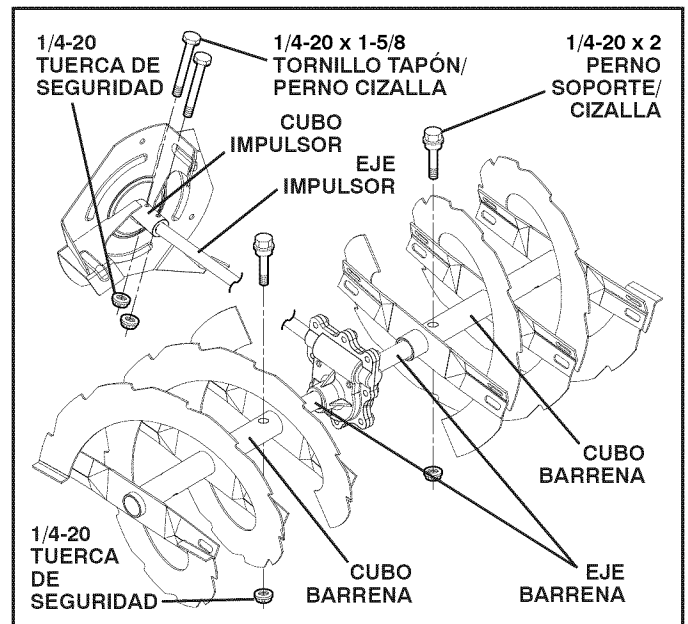 1/4-20
TUERCA DE
SEGURIDAD
1/4-20 x 1-5/8
TORNILLO TAPÓN/
PERNO CIZALLA
1/4-20 x 2
PERNO
SOPORTE/
CIZALLA
CUBO
IMPULSOR
EJE
IMPULSOR
CUBO
BARRENA
1/4-20
TUERCA
DE
SEGURIDAD
CUBO
BARRENA
EJE
BARRENA